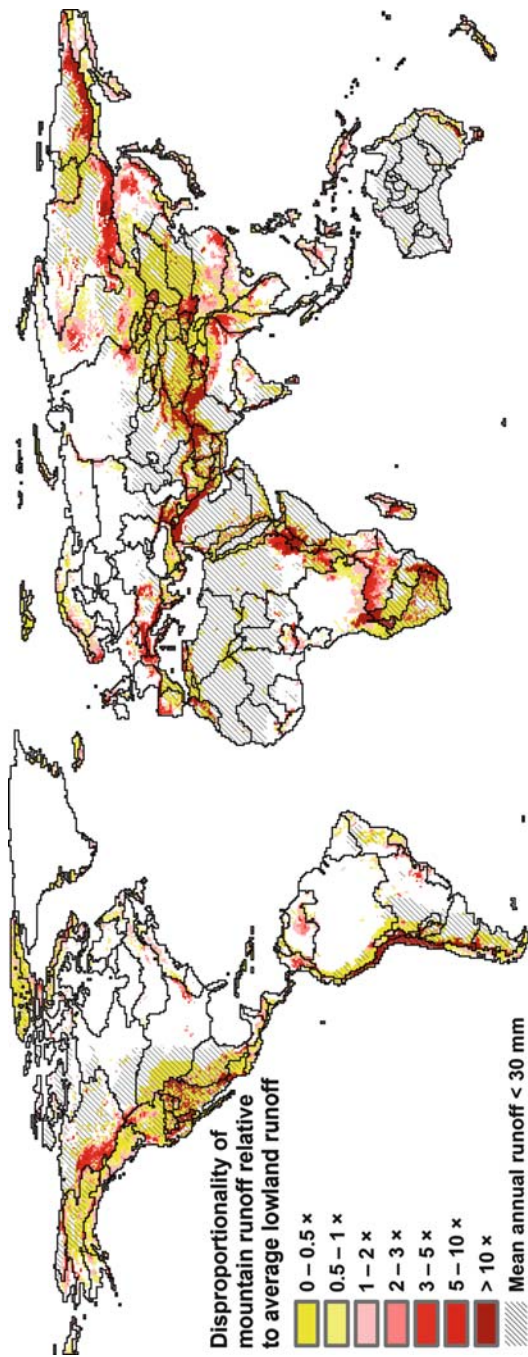 Disproportionality of
mountain runoff relative
to average lowland runoff
0 – 0.5 ×
0.5 – 1 ×
1 – 2 ×
2 – 3 ×
3 – 5 ×
5 – 10 ×
> 10 ×
Mean annual runoff < 30 mm